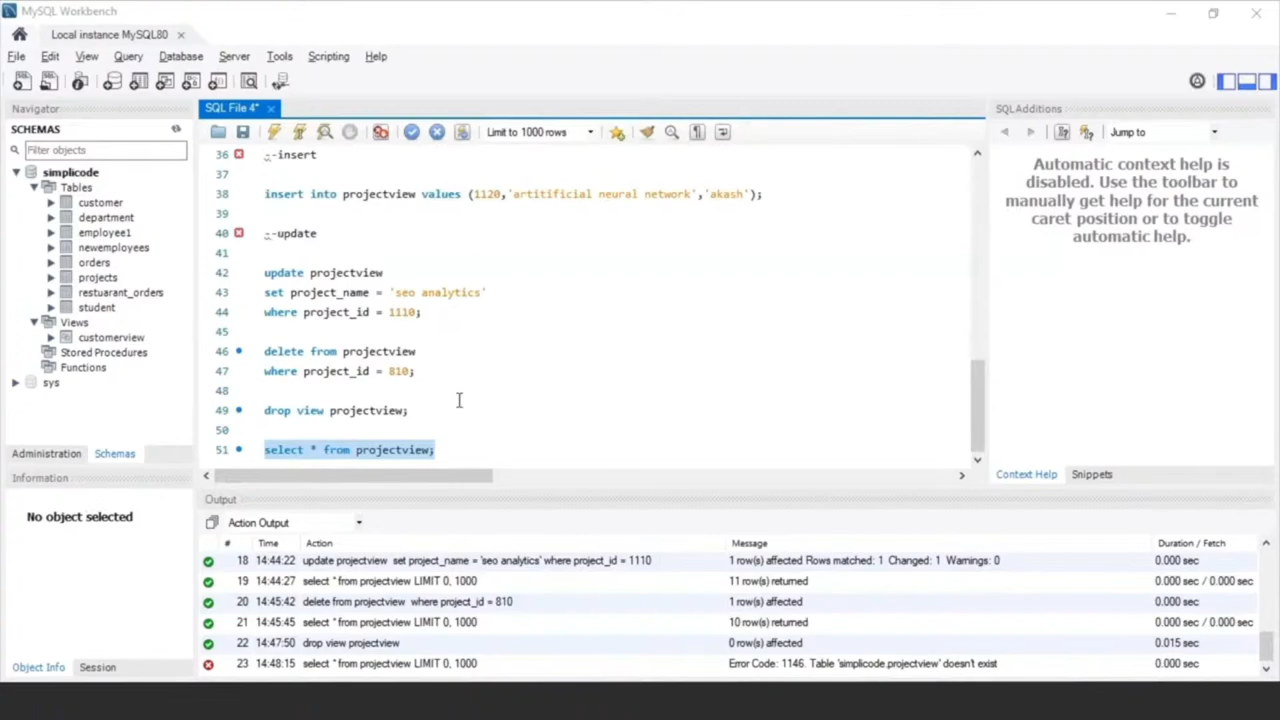 MySQL Workbench
Local instance MySQL80
File Edit View Query Database Server Tools Scripting Help
Navigator
SCHEMAS
Filter objects
simplicode
Tables
customer
department
employee1
newemployees
orders
projects
restuarant_orders
student
Views
customerview
Stored Procedures
Functions
sys
Administration Schemas
Information
No object selected
Object Info Session
SQL File 4*
Limit to 1000 rows
36 --insert
37
38 insert into projectview values (1120,'artitificial neural network','akash');
39
40 --update
41
42 update projectview
43 set project_name = 'seo analytics'
44 where project_id = 1110;
45
46 delete from projectview
47 where project_id = 810;
48
49 drop view projectview;
50
51 select * from projectview;
SQLAdditions
Jump to
Automatic context help is
disabled. Use the toolbar to
manually get help for the current
caret position or to toggle
automatic help.
Context Help Snippets
Output
Action Output
# Time Action Message Duration / Fetch
18 14:44:22 update projectview set project_name = 'seo analytics' where project_id = 1110 1 row(s) affected Rows matched: 1 Changed: 1 Warnings: 0 0.000 sec
19 14:44:27 select * from projectview LIMIT 0, 1000 11 row(s) returned 0.000 sec / 0.000 sec
20 14:45:42 delete from projectview where project_id = 810 1 row(s) affected 0.000 sec
21 14:45:45 select * from projectview LIMIT 0, 1000 10 row(s) returned 0.000 sec / 0.000 sec
22 14:47:50 drop view projectview 0 row(s) affected 0.015 sec
23 14:48:15 select * from projectview LIMIT 0, 1000 Error Code: 1146. Table 'simplicode.projectview' doesn't exist 0.000 sec